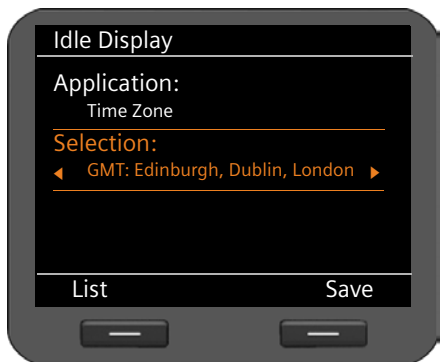 Idle Display
Application:
Time Zone
Selection:
GMT: Edinburgh, Dublin, London
List Save